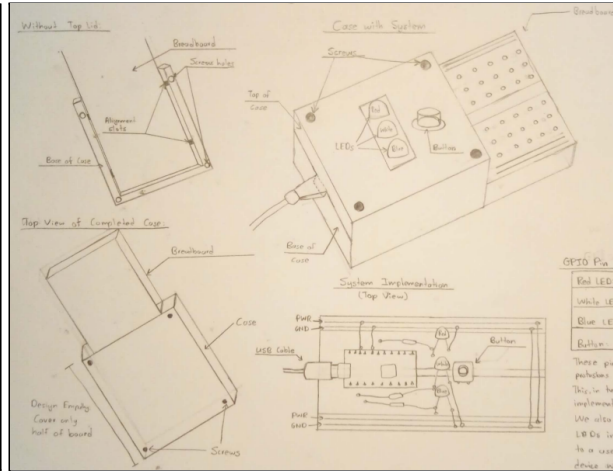 Without Top Lid:
Breadboard
Screw holes
Alignment
slots
Base of Case
Case with System
Breadboard
Screws
Top of
case
LEDs
Red
White
Blue
Button
Base of
case
Top View of Completed Case:
Breadboard
Case
Design Empty
Cover only
half of board
Screws
System Implementation
(Top View)
PWR
GND
USB Cable
Red
White
Blue
Button
PWR
GND
GPIO Pin
Red LED
White LE
Blue LE
Button:
These pi
This, in
implemen
We also
LEDs i
to a use
device